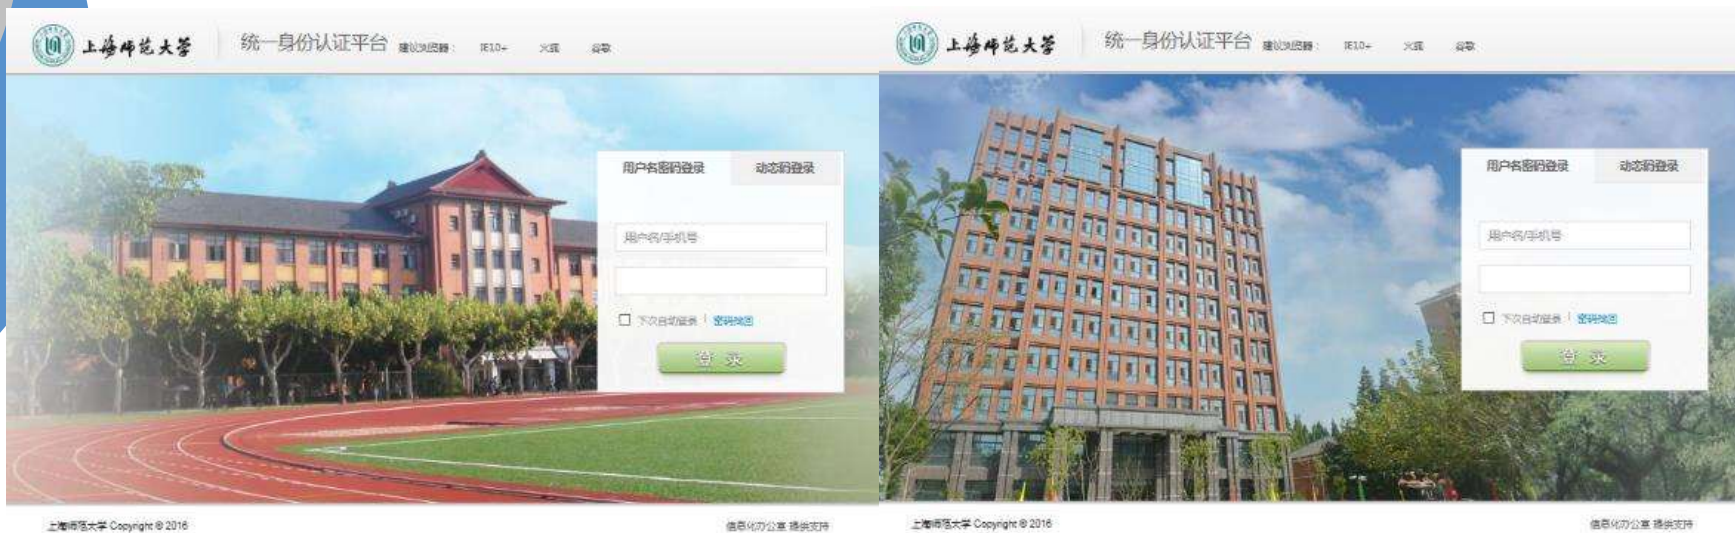 上海师范大学 统一身份认证平台 建议浏览器： IE10+ 火狐 谷歌
用户名密码登录 动态码登录
用户名/手机号
下次自动登录 | 密码找回
登 录
上海师范大学 Copyright © 2016 信息化办公室 提供支持
上海师范大学 统一身份认证平台 建议浏览器： IE10+ 火狐 谷歌
用户名密码登录 动态码登录
用户名/手机号
下次自动登录 | 密码找回
登 录
上海师范大学 Copyright © 2016 信息化办公室 提供支持